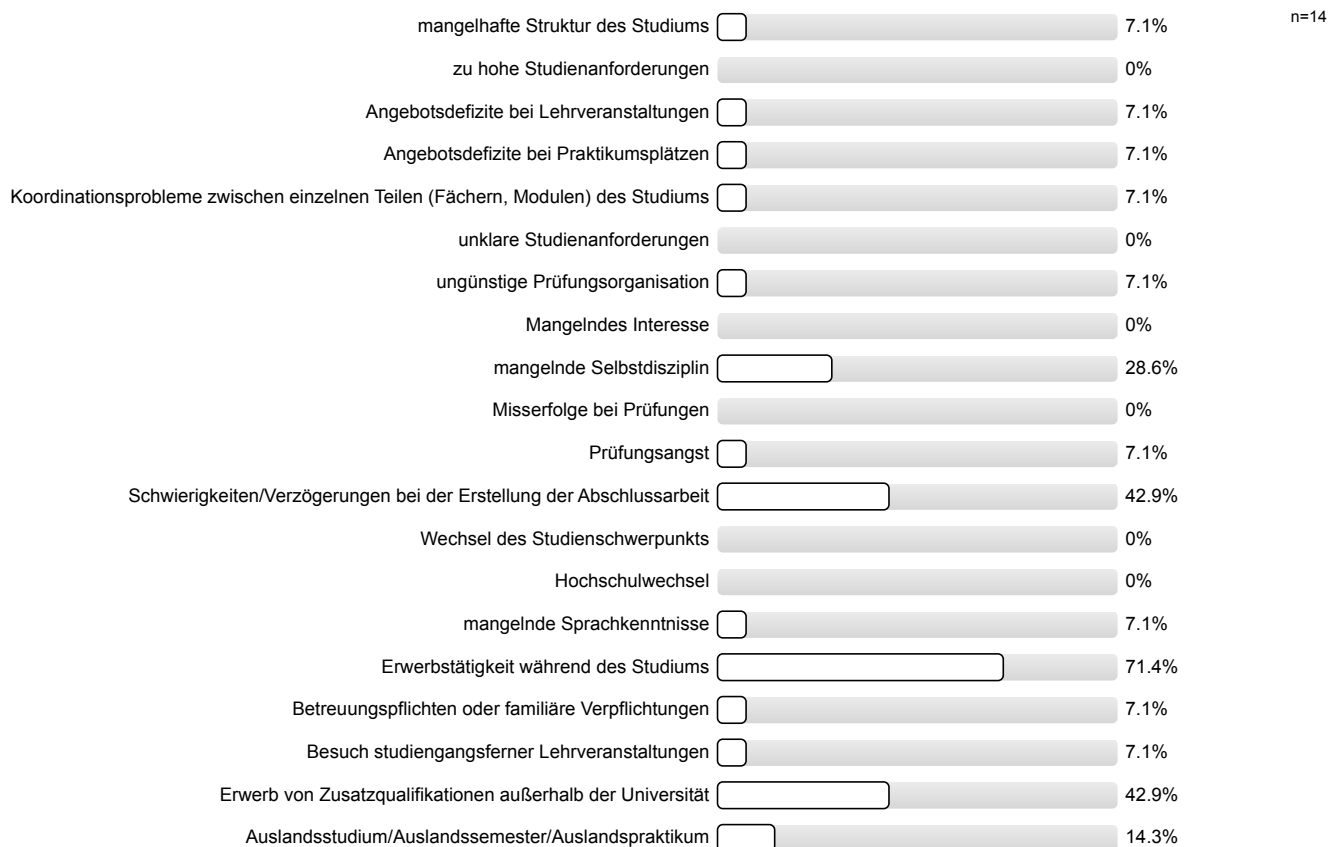 n=14
mangelhafte Struktur des Studiums 7.1%
zu hohe Studienanforderungen 0%
Angebotsdefizite bei Lehrveranstaltungen 7.1%
Angebotsdefizite bei Praktikumsplätzen 7.1%
Koordinationsprobleme zwischen einzelnen Teilen (Fächern, Modulen) des Studiums 7.1%
unklare Studienanforderungen 0%
ungünstige Prüfungsorganisation 7.1%
Mangelndes Interesse 0%
mangelnde Selbstdisziplin 28.6%
Misserfolge bei Prüfungen 0%
Prüfungsangst 7.1%
Schwierigkeiten/Verzögerungen bei der Erstellung der Abschlussarbeit 42.9%
Wechsel des Studienschwerpunkts 0%
Hochschulwechsel 0%
mangelnde Sprachkenntnisse 7.1%
Erwerbstätigkeit während des Studiums 71.4%
Betreuungspflichten oder familiäre Verpflichtungen 7.1%
Besuch studiengangsferner Lehrveranstaltungen 7.1%
Erwerb von Zusatzqualifikationen außerhalb der Universität 42.9%
Auslandsstudium/Auslandssemester/Auslandspraktikum 14.3%